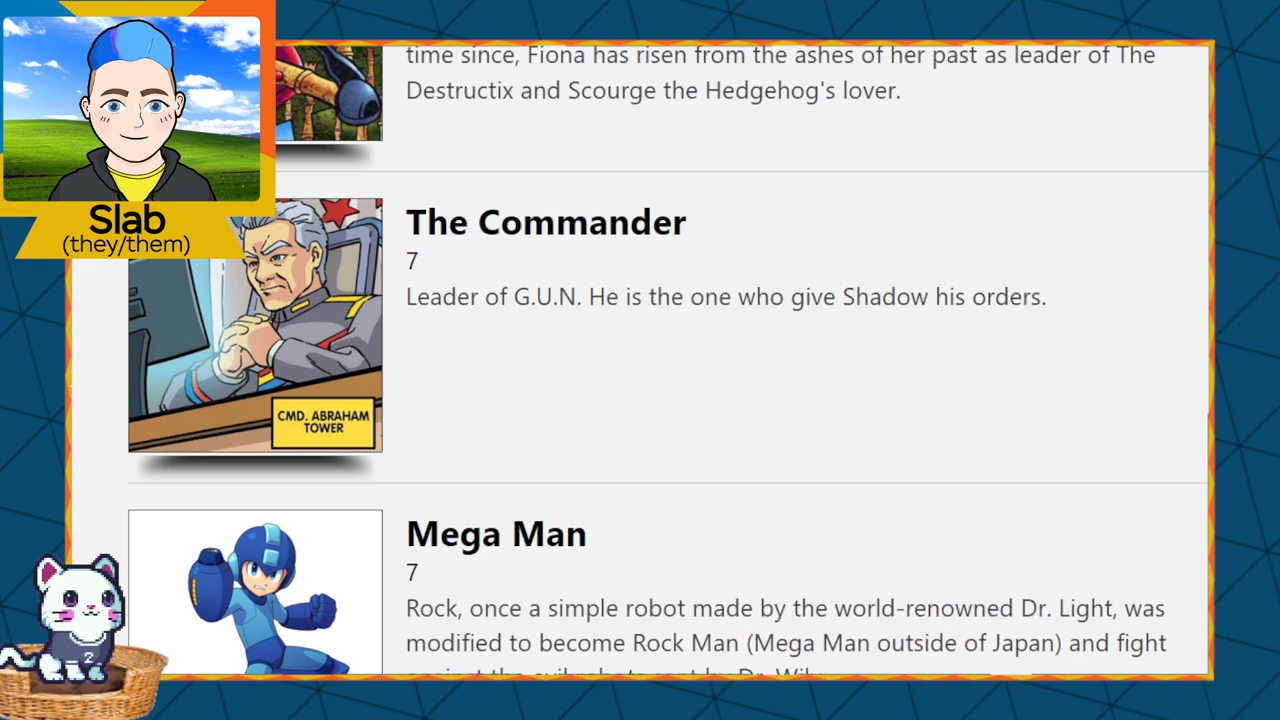 time since, Fiona has risen from the ashes of her past as leader of The
Destructix and Scourge the Hedgehog's lover.
Slab
(they/them)
The Commander
7
Leader of G.U.N. He is the one who give Shadow his orders.
CMD. ABRAHAM
TOWER
Mega Man
7
Rock, once a simple robot made by the world-renowned Dr. Light, was
modified to become Rock Man (Mega Man outside of Japan) and fight
2